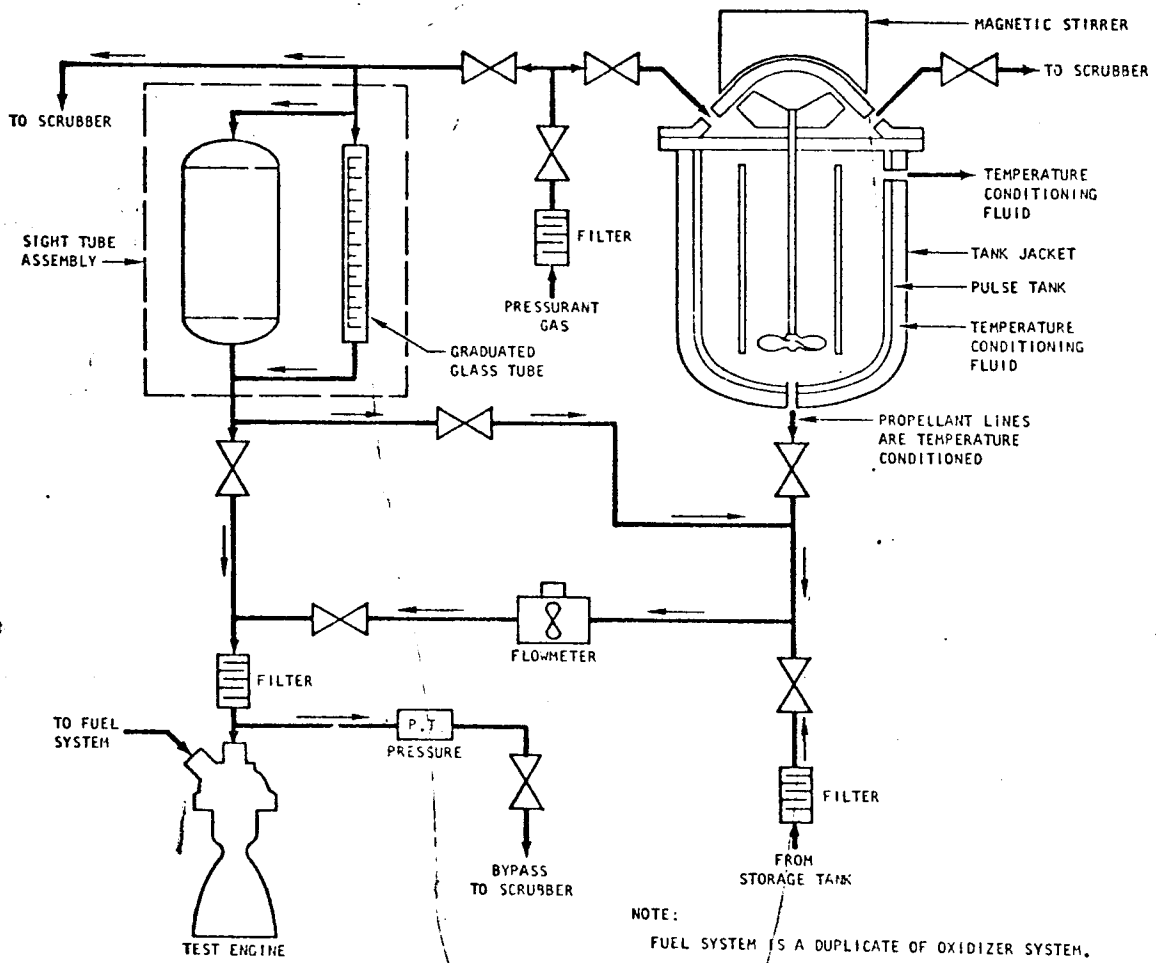 MAGNETIC STIRRER
TO SCRUBBER
TO SCRUBBER
TEMPERATURE
CONDITIONING
FLUID
SIGHT TUBE
ASSEMBLY
FILTER
TANK JACKET
PULSE TANK
PRESSURANT
GAS
TEMPERATURE
CONDITIONING
FLUID
GRADUATED
GLASS TUBE
PROPELLANT LINES
ARE TEMPERATURE
CONDITIONED
FLOWMETER
FILTER
TO FUEL
SYSTEM
P.T
PRESSURE
FILTER
BYPASS
TO SCRUBBER
FROM
STORAGE TANK
TEST ENGINE
NOTE:
FUEL SYSTEM IS A DUPLICATE OF OXIDIZER SYSTEM.